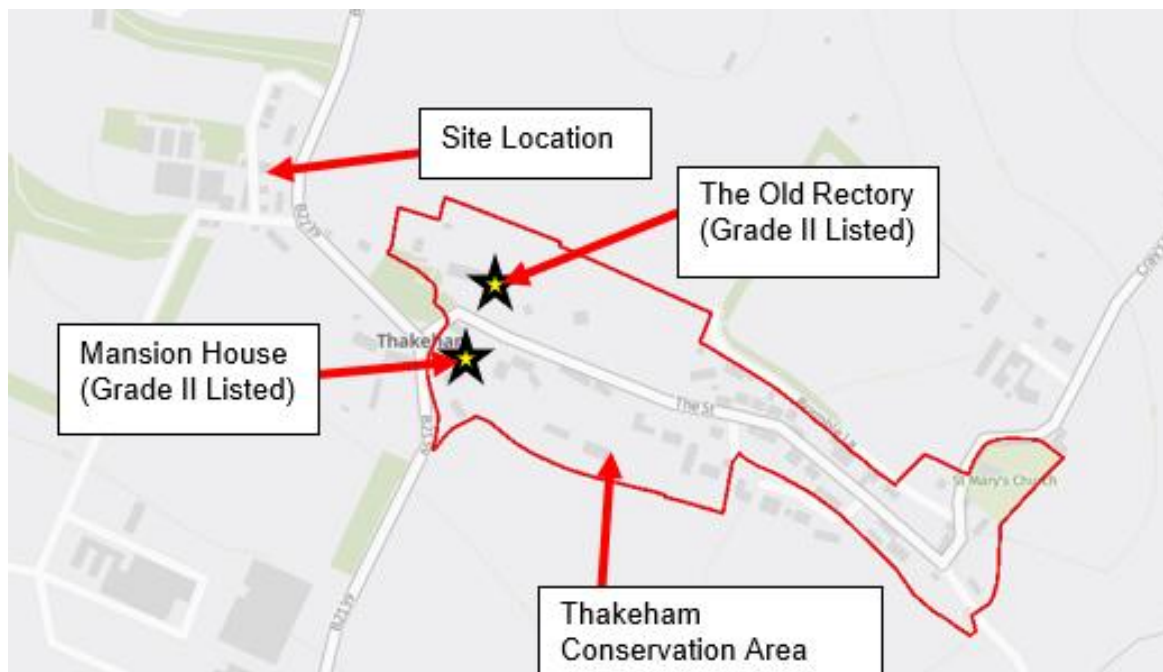 Site Location
The Old Rectory
(Grade II Listed)
B2139
Thakeham
Mansion House
(Grade II Listed)
The St
St Mary's Church
B2139
B2139
Thakeham
Conservation Area